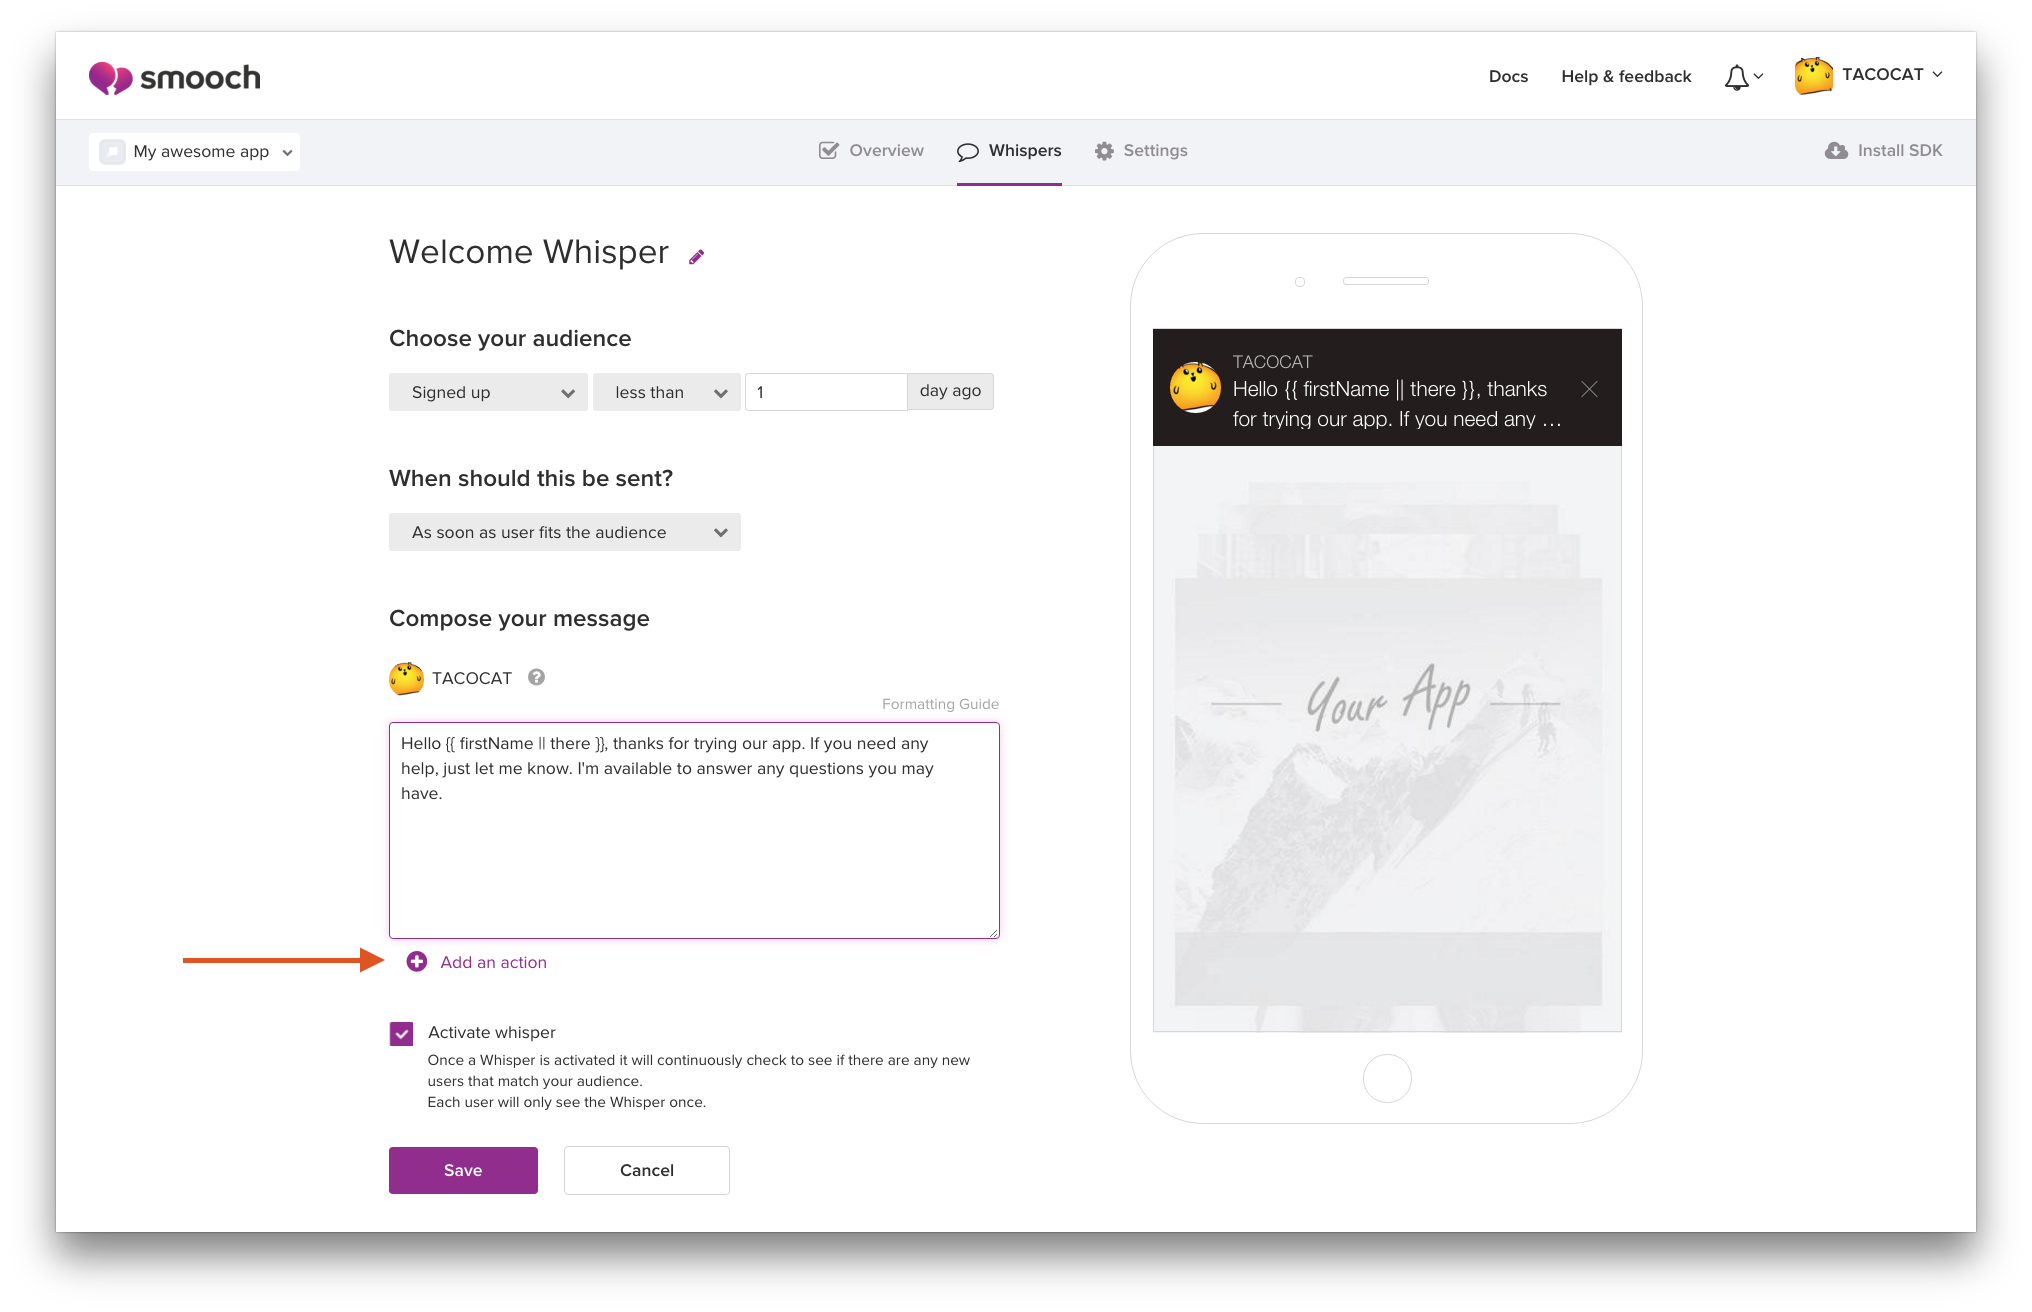 smooch
Docs
Help & feedback
TACOCAT
My awesome app
Overview
Whispers
Settings
Install SDK
Welcome Whisper
Choose your audience
Signed up
less than
1
day ago
When should this be sent?
As soon as user fits the audience
Compose your message
TACOCAT
?
Formatting Guide
Hello {{ firstName || there }}, thanks for trying our app. If you need any
help, just let me know. I'm available to answer any questions you may
have.
Add an action
Activate whisper
Once a Whisper is activated it will continuously check to see if there are any new
users that match your audience.
Each user will only see the Whisper once.
Save
Cancel
TACOCAT
Hello {{ firstName || there }}, thanks
for trying our app. If you need any ...
Your App